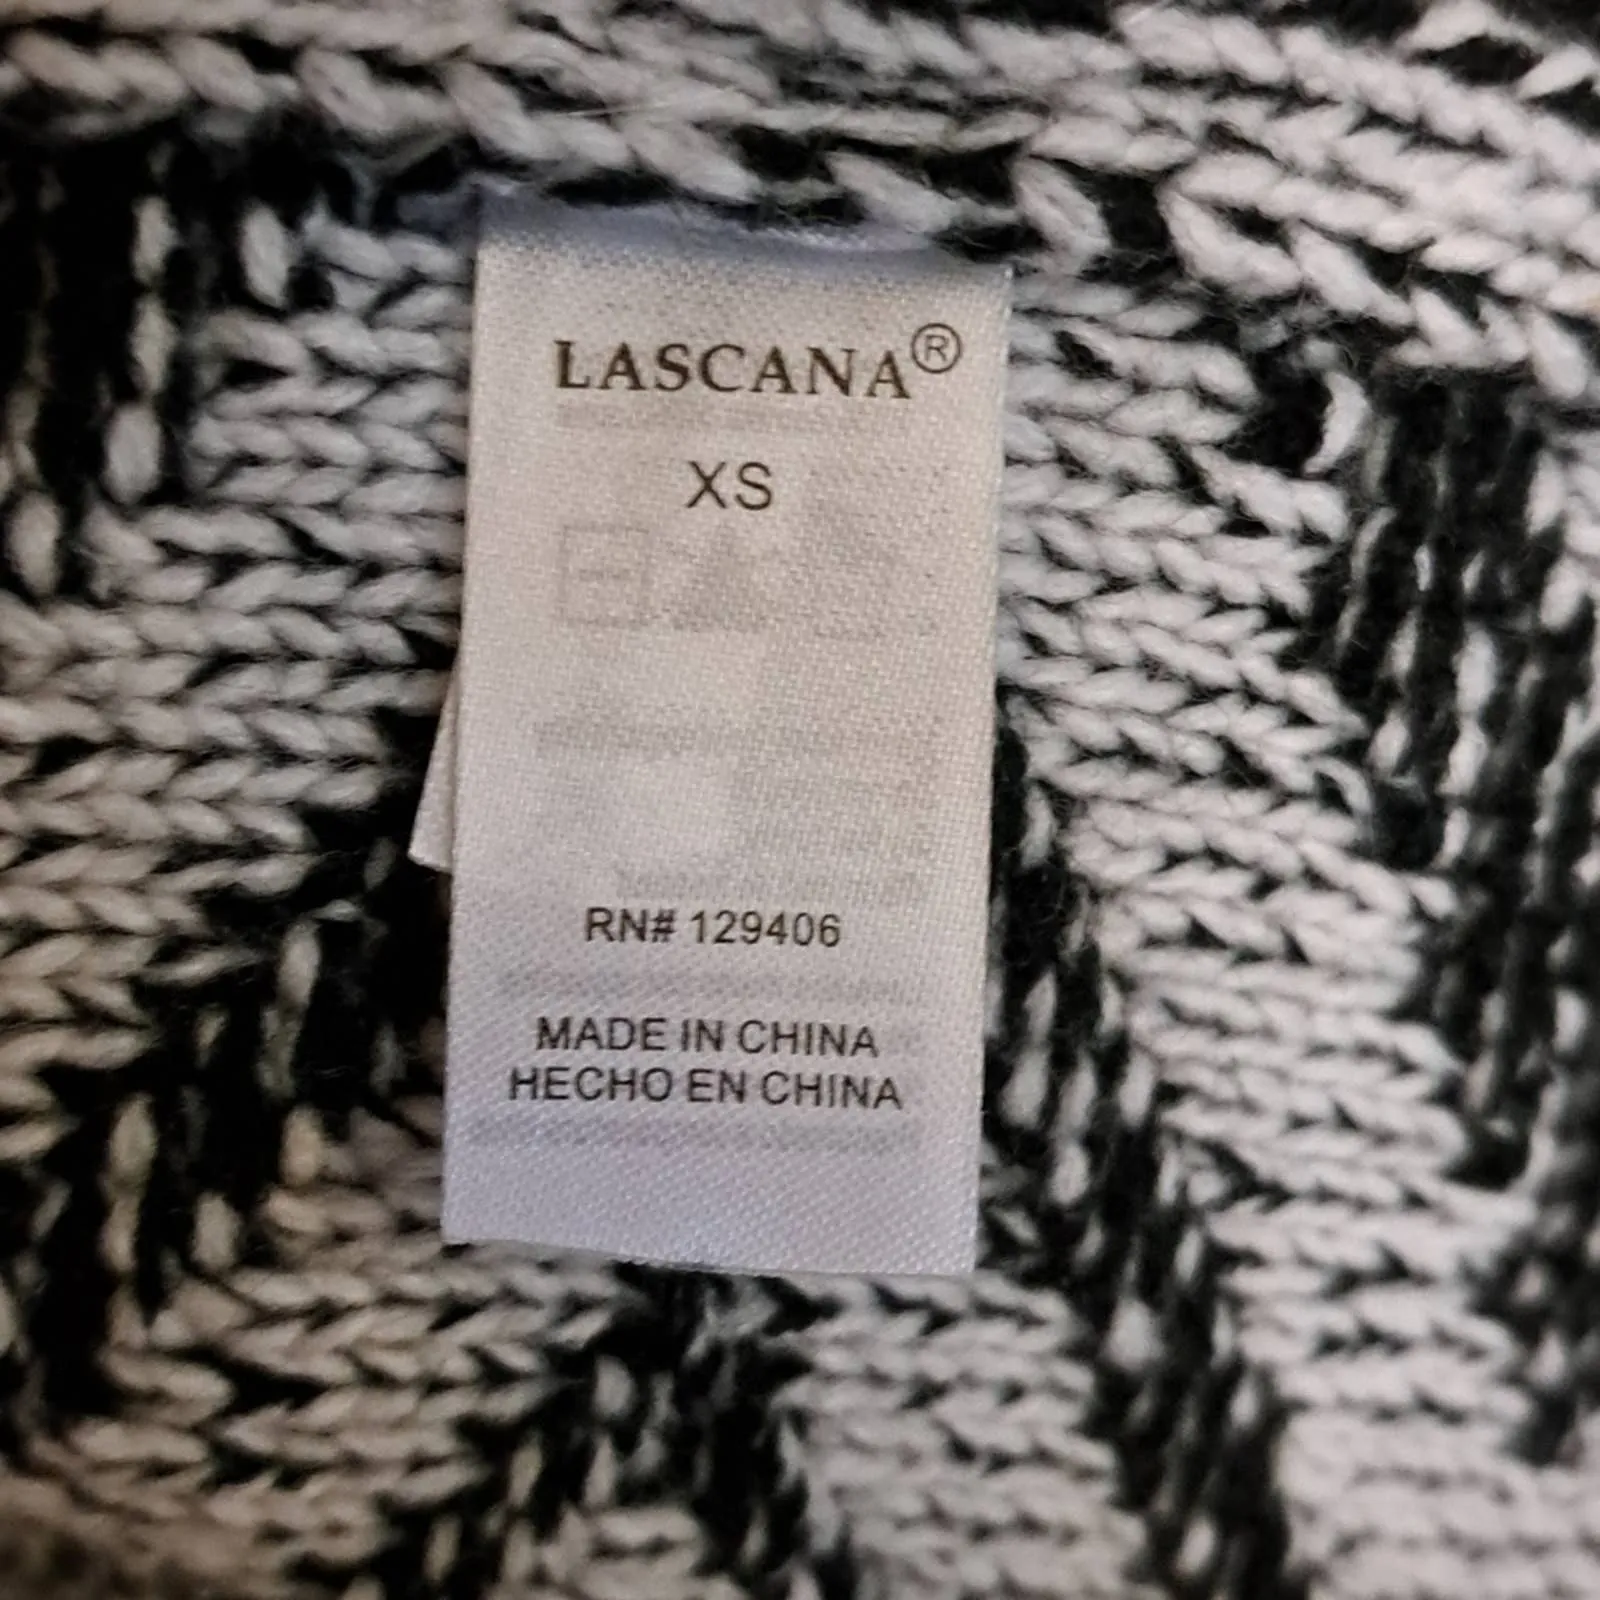 LASCANA®
XS
RN# 129406
MADE IN CHINA
HECHO EN CHINA